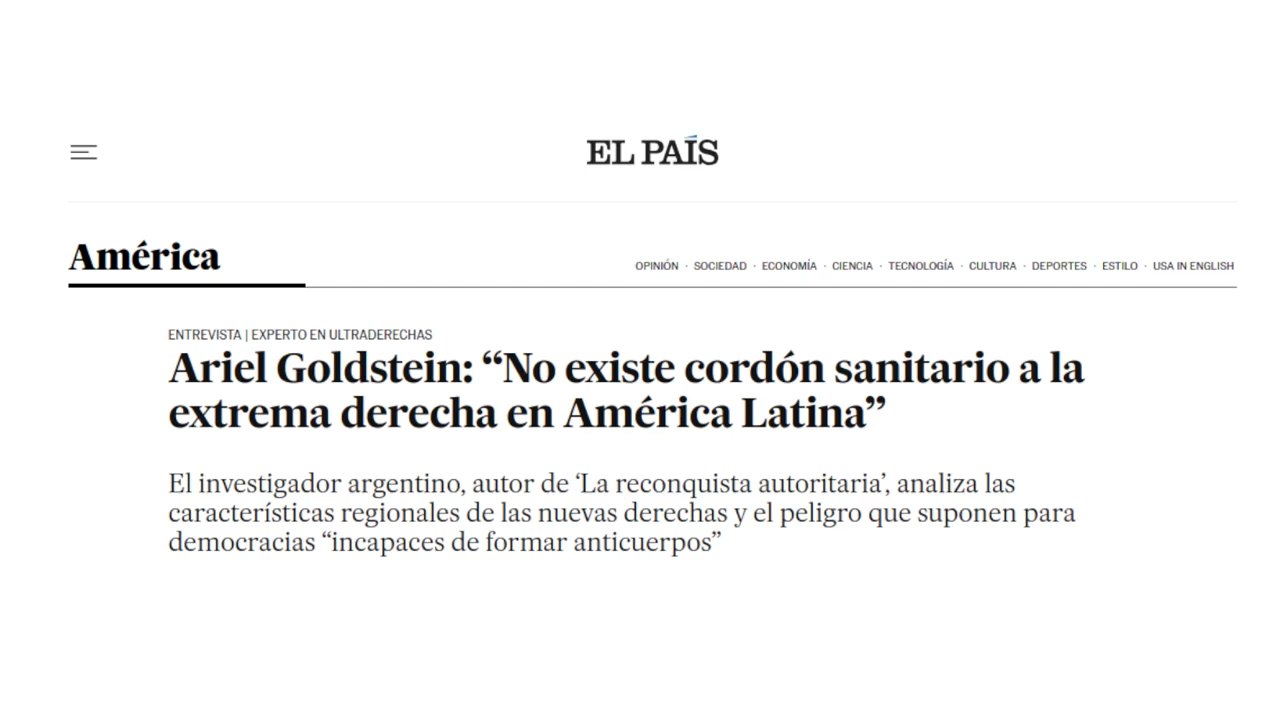 EL PAÍS
América
OPINIÓN · SOCIEDAD · ECONOMÍA · CIENCIA · TECNOLOGÍA · CULTURA · DEPORTES · ESTILO · USA IN ENGLISH
ENTREVISTA | EXPERTO EN ULTRADERECHAS
Ariel Goldstein: “No existe cordón sanitario a la
extrema derecha en América Latina”
El investigador argentino, autor de ‘La reconquista autoritaria’, analiza las
características regionales de las nuevas derechas y el peligro que suponen para
democracias “incapaces de formar anticuerpos”